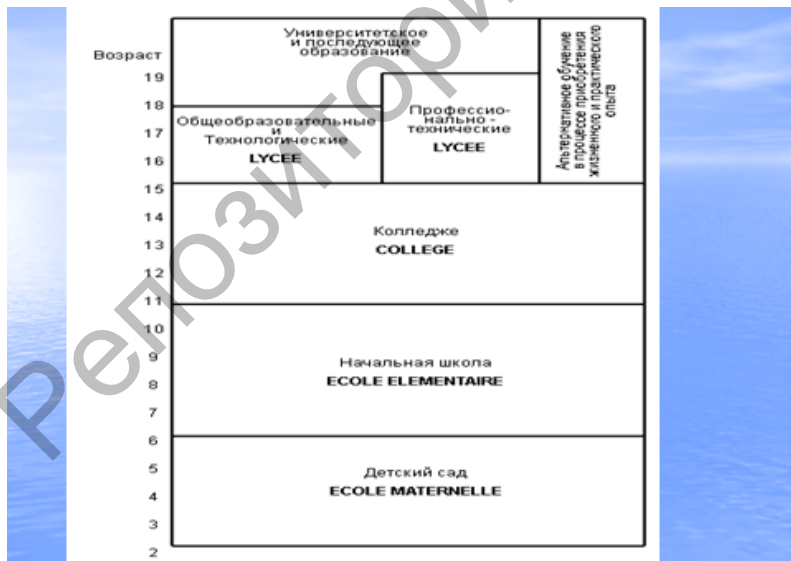 Университетское
и последующее
образование
Альтернативное обучение
в процессе приобретения
жизненного и практического
опыта
Возраст
19
18
17
16
15
14
13
12
11
10
9
8
7
6
5
4
3
2
Общеобразовательные
и
Технологические
LYCEE
Профессио-
нально -
технические
LYCEE
Колледже
COLLEGE
Начальная школа
ECOLE ELEMENTAIRE
Детский сад
ECOLE MATERNELLE
Репозитори